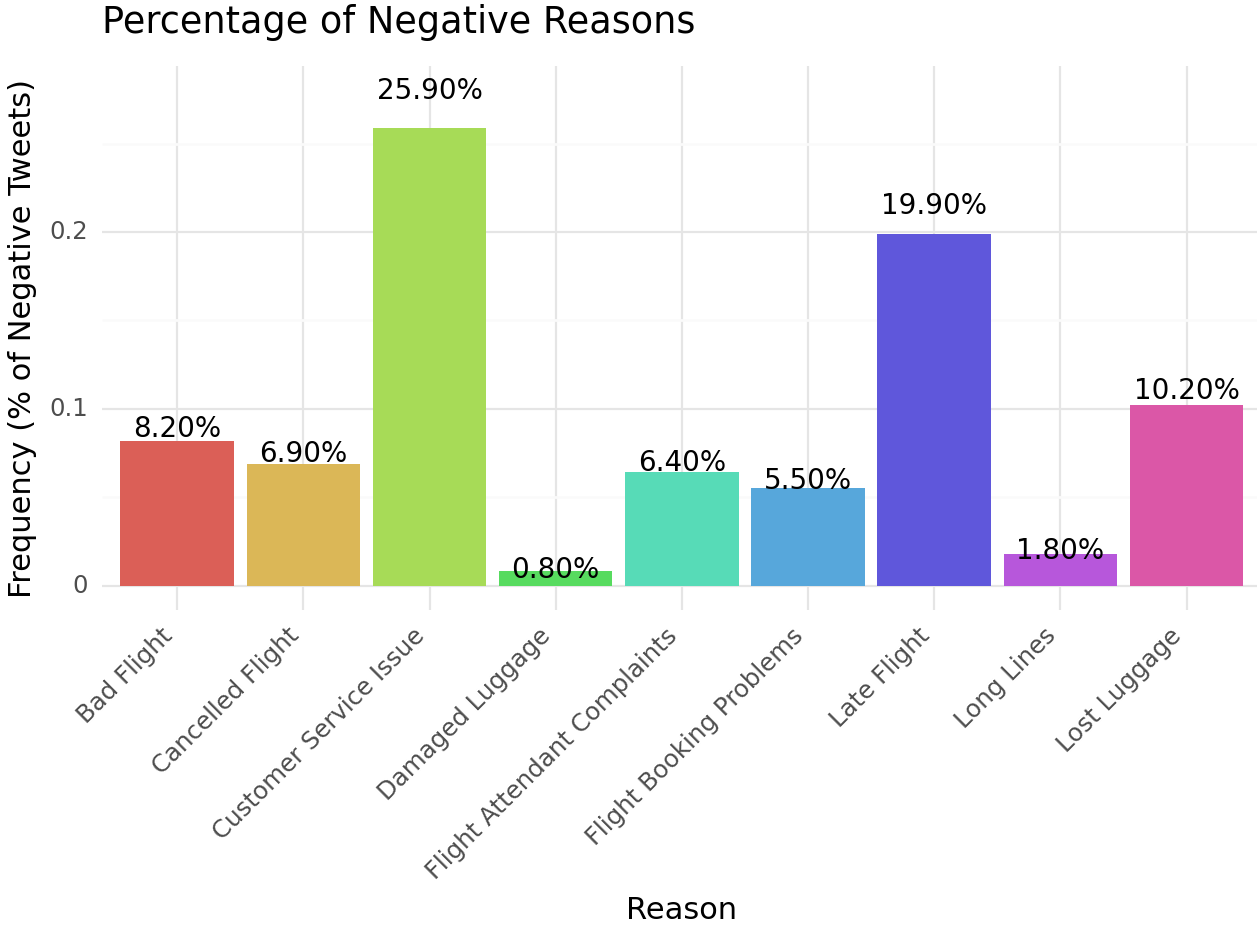 Percentage of Negative Reasons
Frequency (% of Negative Tweets)
25.90%
19.90%
0.2
10.20%
0.1
8.20%
6.90%
6.40%
5.50%
1.80%
0.80%
0
Bad Flight
Cancelled Flight
Customer Service Issue
Damaged Luggage
Flight Attendant Complaints
Flight Booking Problems
Late Flight
Long Lines
Lost Luggage
Reason